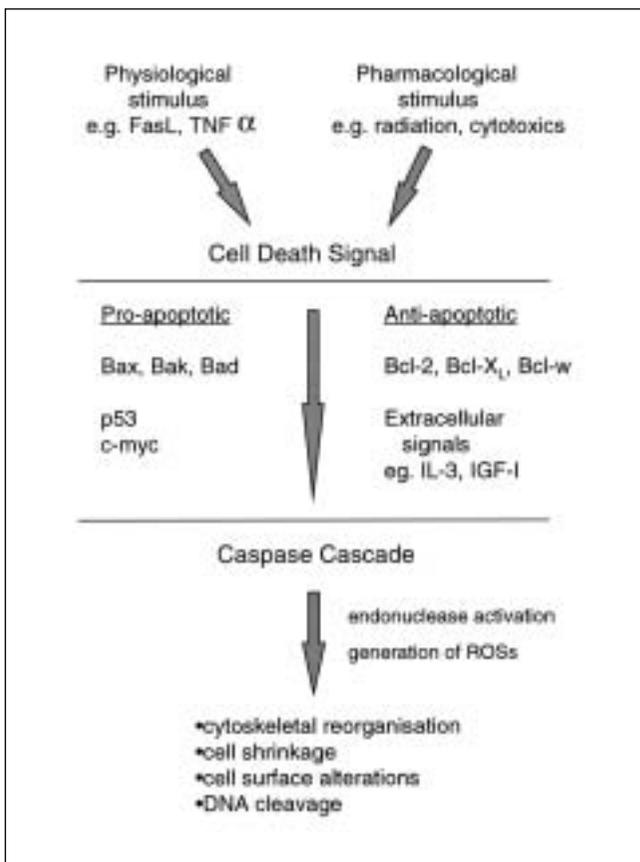 Physiological
stimulus
e.g. FasL, TNF α
Pharmacological
stimulus
e.g. radiation, cytotoxics
Cell Death Signal
Pro-apoptotic
Bax, Bak, Bad
p53
c-myc
Anti-apoptotic
Bcl-2, Bcl-X_L, Bcl-w
Extracellular
signals
eg. IL-3, IGF-I
Caspase Cascade
endonuclease activation
generation of ROSs
•cytoskeletal reorganisation
•cell shrinkage
•cell surface alterations
•DNA cleavage